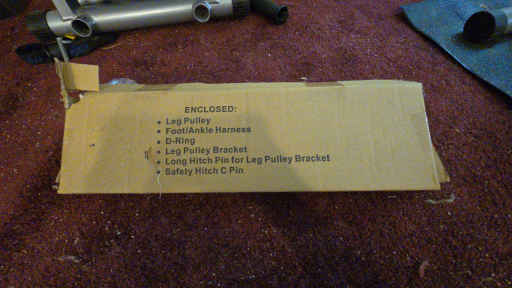 ENCLOSED:
• Leg Pulley
• Foot/Ankle Harness
• D-Ring
• Leg Pulley Bracket
• Long Hitch Pin for Leg Pulley Bracket
• Safety Hitch C Pin